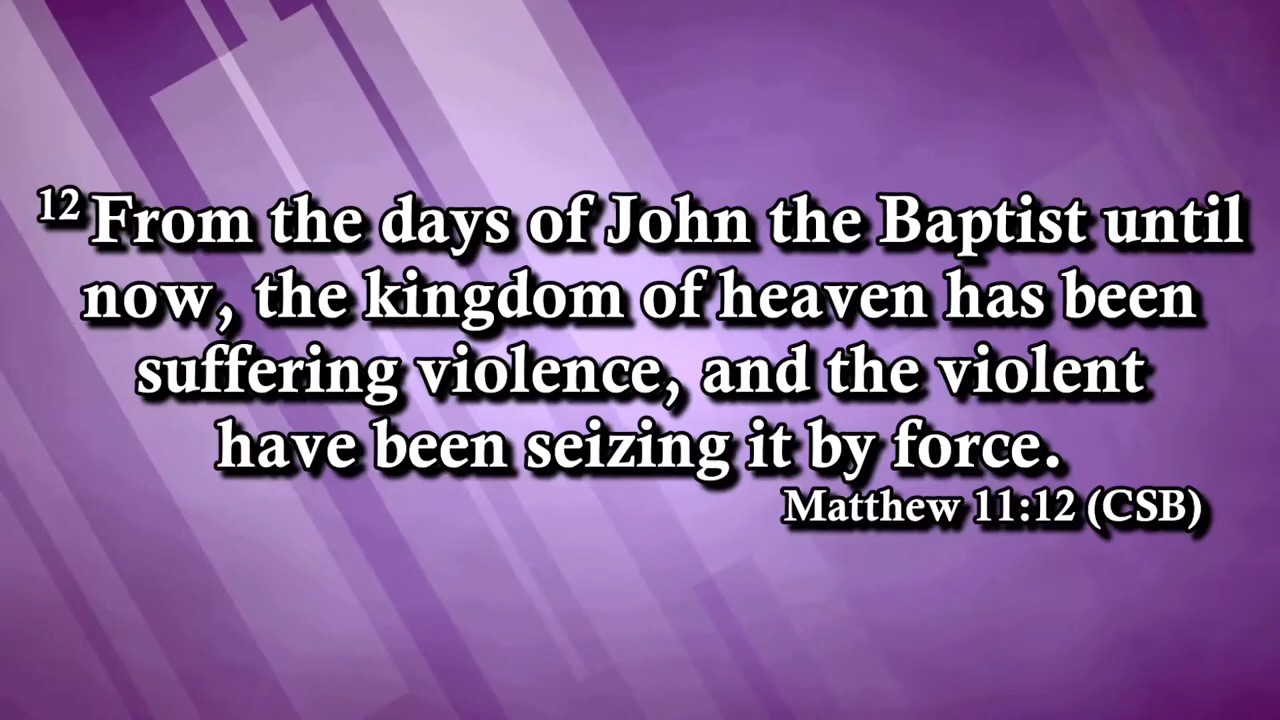 12 From the days of John the Baptist until
now, the kingdom of heaven has been
suffering violence, and the violent
have been seizing it by force.
Matthew 11:12 (CSB)